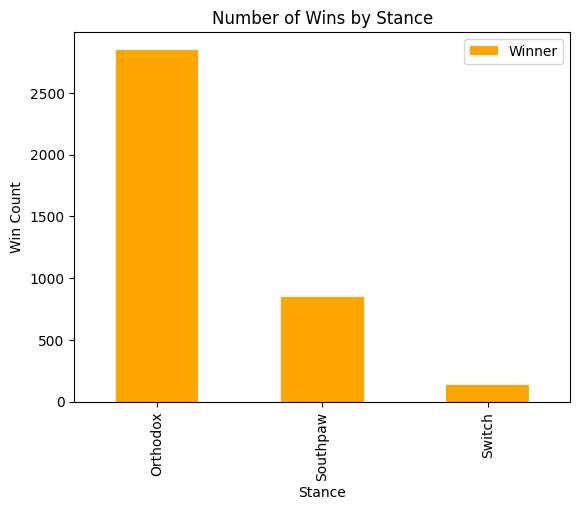 Number of Wins by Stance
Winner
Win Count
2500
2000
1500
1000
500
0
Orthodox
Southpaw
Switch
Stance